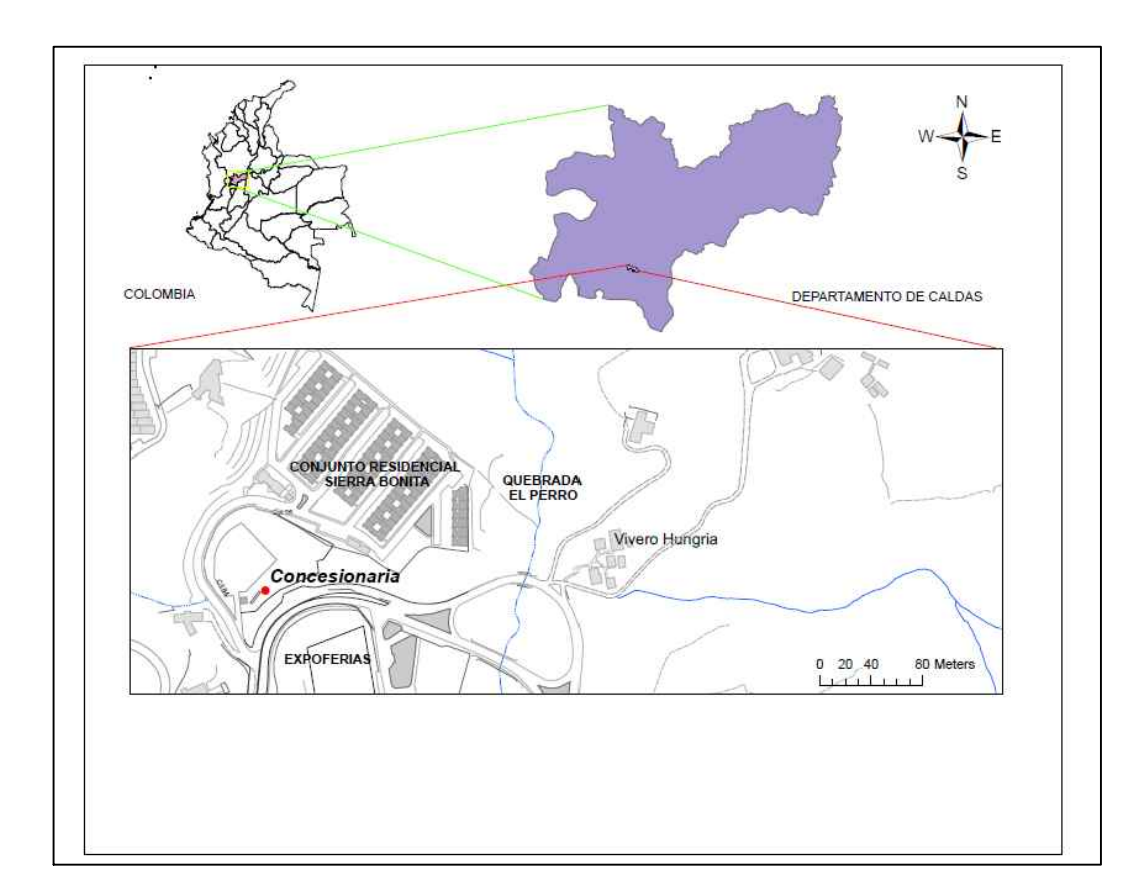 N
W E
S
COLOMBIA
DEPARTAMENTO DE CALDAS
CONJUNTO RESIDENCIAL
SIERRA BONITA
QUEBRADA
EL PERRO
Vivero Hungria
Concesionaria
EXPOFERIAS
0 20 40 80 Meters